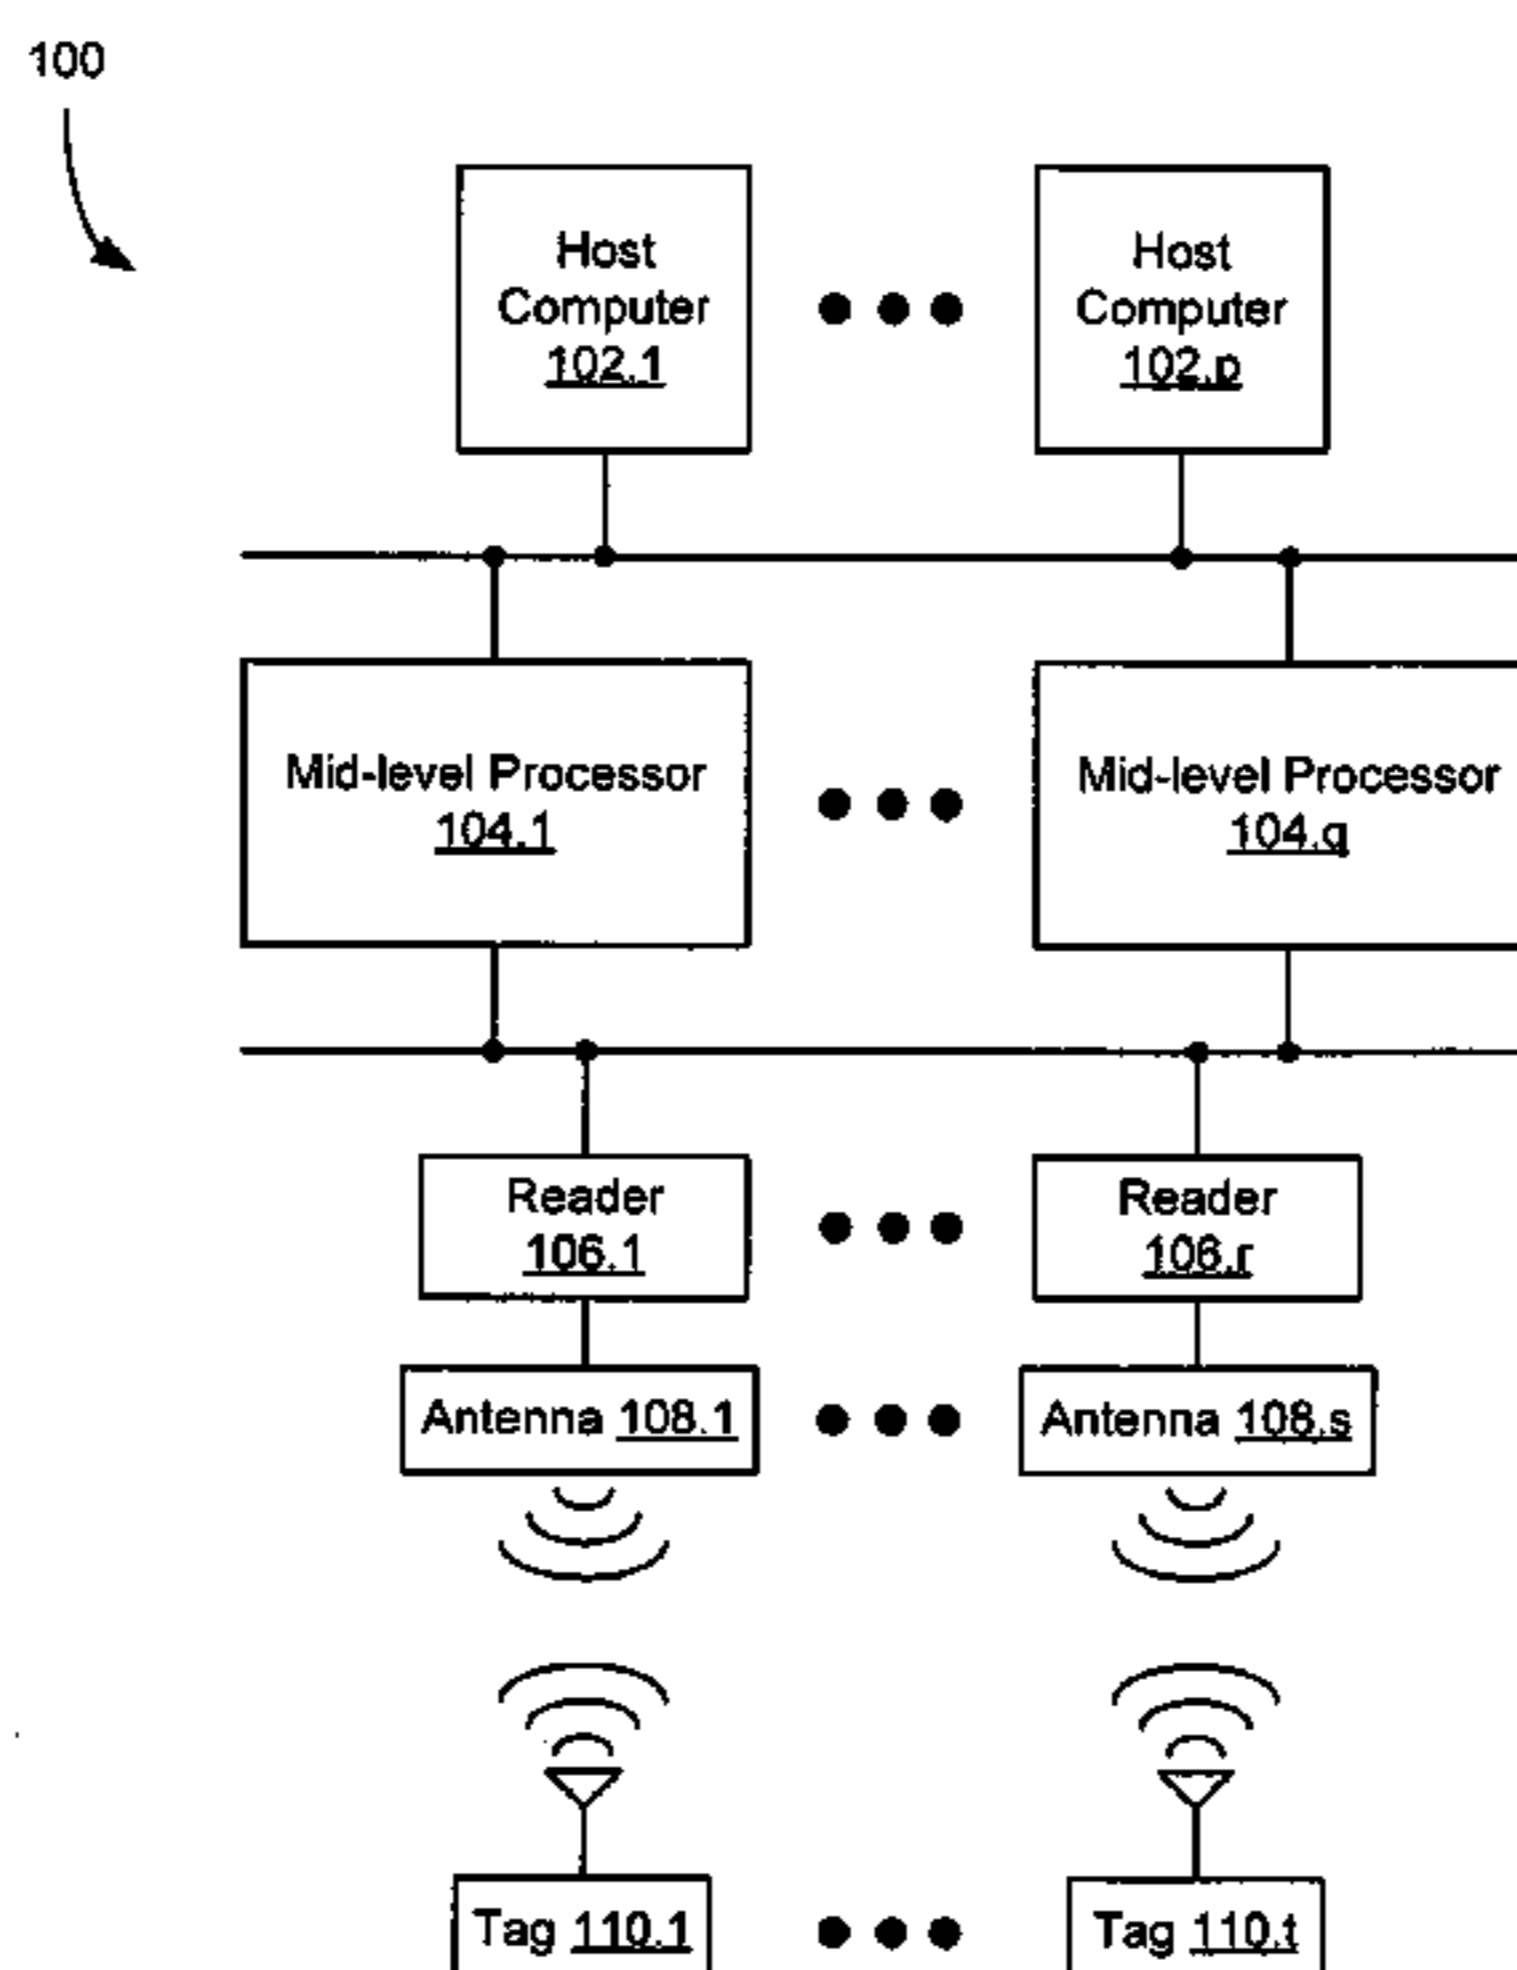 100
Host
Computer
102.1
Host
Computer
102.p
Mid-level Processor
104.1
Mid-level Processor
104.q
Reader
106.1
Reader
106.r
Antenna 108.1
Antenna 108.s
Tag 110.1
Tag 110.t